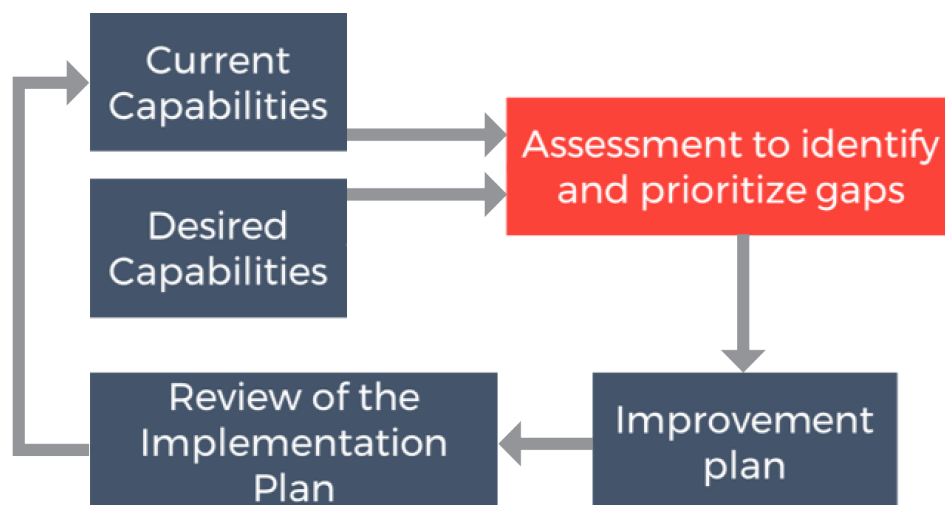 Current
Capabilities
Assessment to identify
and prioritize gaps
Desired
Capabilities
Review of the
Implementation
Plan
Improvement
plan